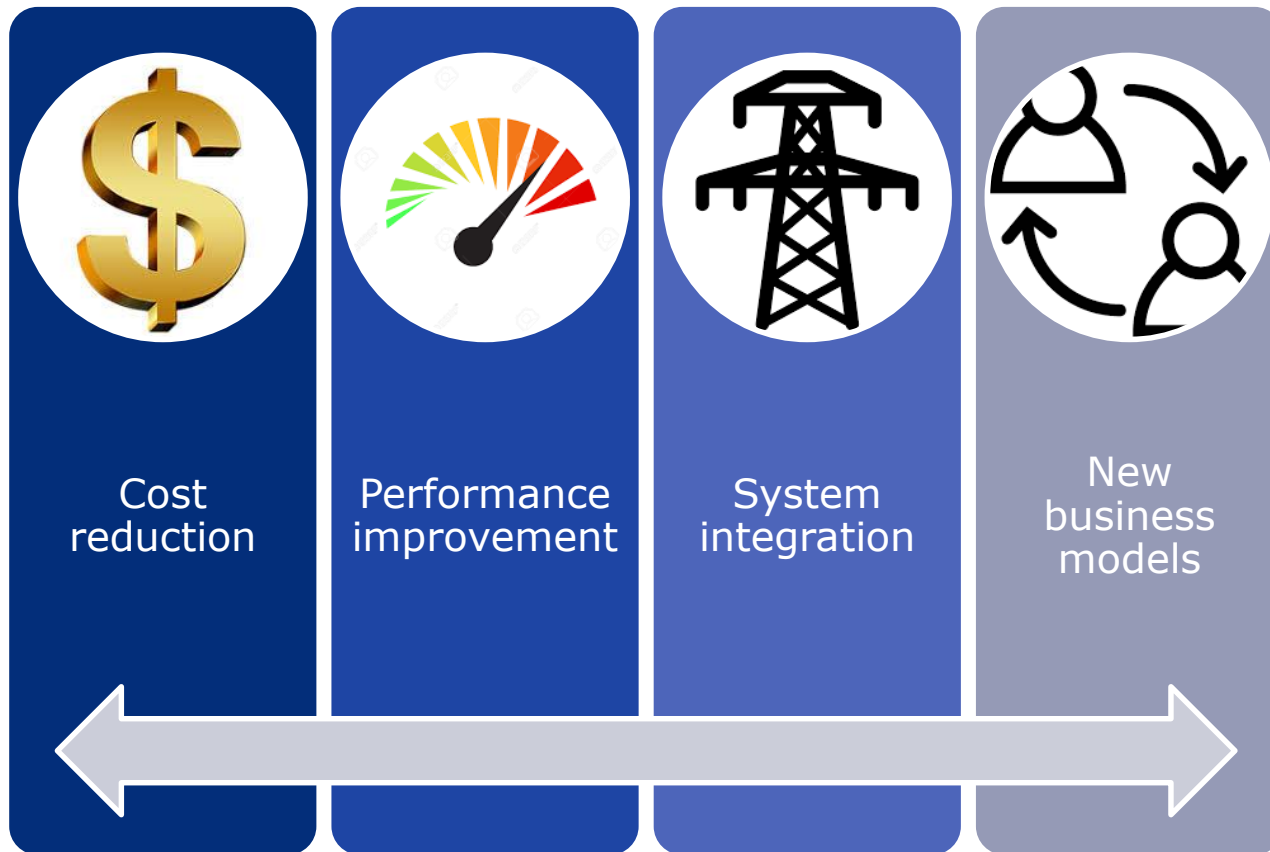 Cost
reduction
Performance
improvement
System
integration
New
business
models